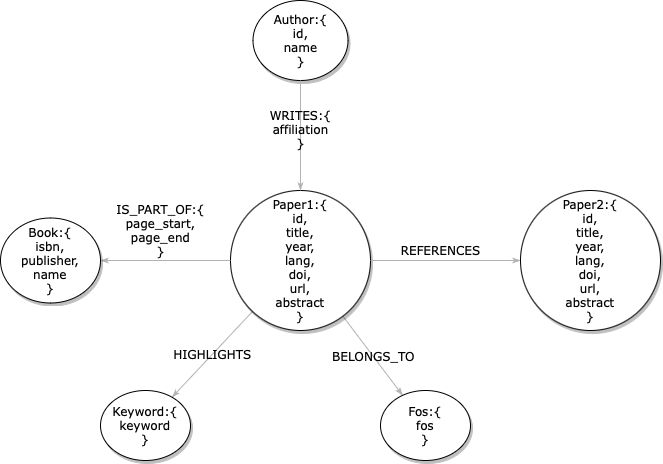 Author:{
id,
name
}
WRITES:{
affiliation
}
IS_PART_OF:{
page_start,
page_end
}
Book:{
isbn,
publisher,
name
}
Paper1:{
id,
title,
year,
lang,
doi,
url,
abstract
}
REFERENCES
Paper2:{
id,
title,
year,
lang,
doi,
url,
abstract
}
HIGHLIGHTS
BELONGS_TO
Keyword:{
keyword
}
Fos:{
fos
}